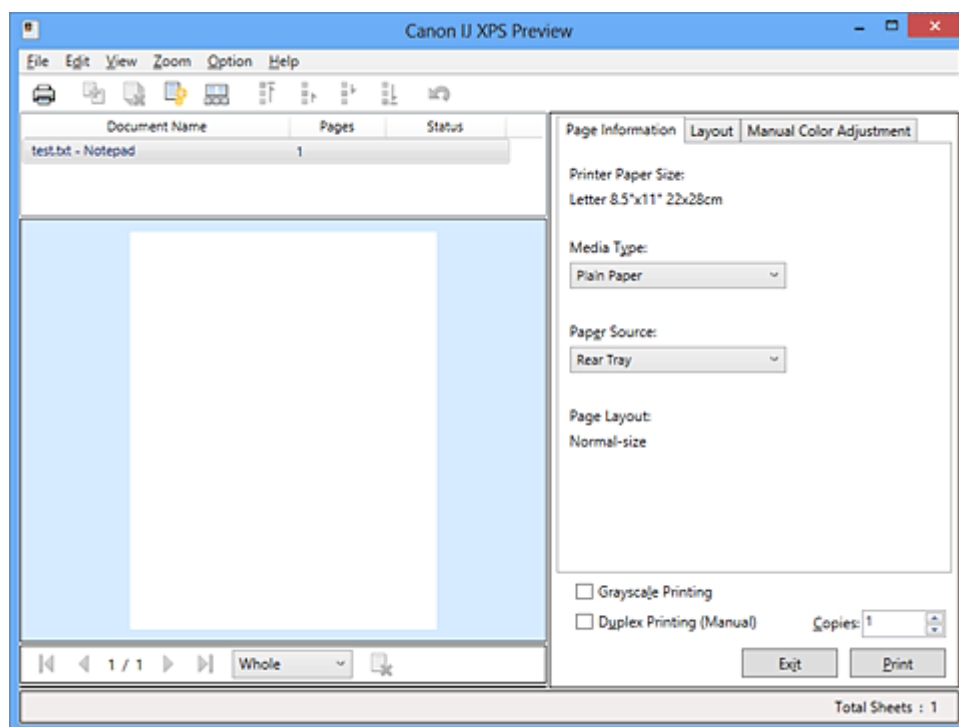 Canon IJ XPS Preview
File Edit View Zoom Option Help
Document Name Pages Status
test.txt - Notepad 1
Page Information Layout Manual Color Adjustment
Printer Paper Size:
Letter 8.5"x11" 22x28cm
Media Type:
Plain Paper
Paper Source:
Rear Tray
Page Layout:
Normal-size
Grayscale Printing
Duplex Printing (Manual) Copies: 1
1 / 1 Whole
Exit Print
Total Sheets : 1